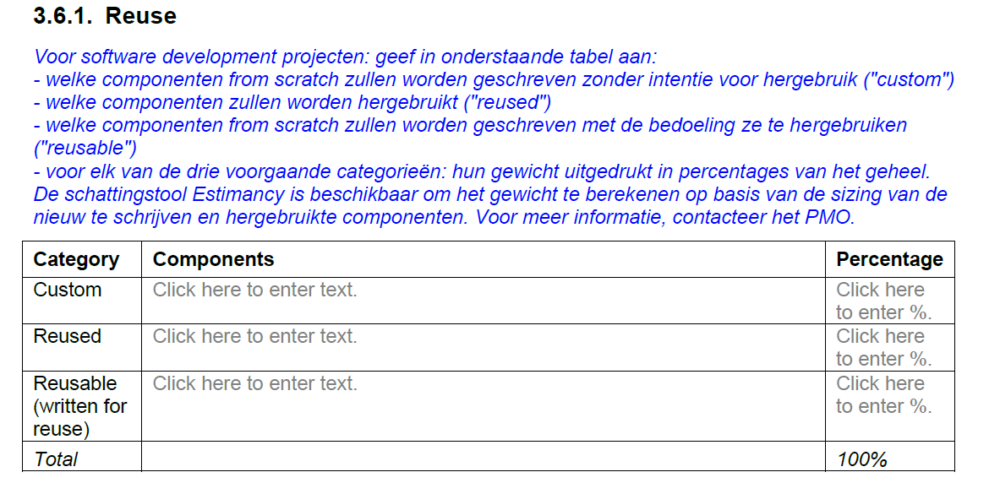 3.6.1. Reuse
Voor software development projecten: geef in onderstaande tabel aan:
- welke componenten from scratch zullen worden geschreven zonder intentie voor hergebruik ("custom")
- welke componenten zullen worden hergebruikt ("reused")
- welke componenten from scratch zullen worden geschreven met de bedoeling ze te hergebruiken
("reusable")
- voor elk van de drie voorgaande categorieën: hun gewicht uitgedrukt in percentages van het geheel.
De schattingstool Estimancy is beschikbaar om het gewicht te berekenen op basis van de sizing van de
nieuw te schrijven en hergebruikte componenten. Voor meer informatie, contacteer het PMO.
Category Components Percentage
Custom Click here to enter text. Click here
to enter %.
Reused Click here to enter text. Click here
to enter %.
Reusable Click here to enter text. Click here
(written for to enter %.
reuse)
Total 100%